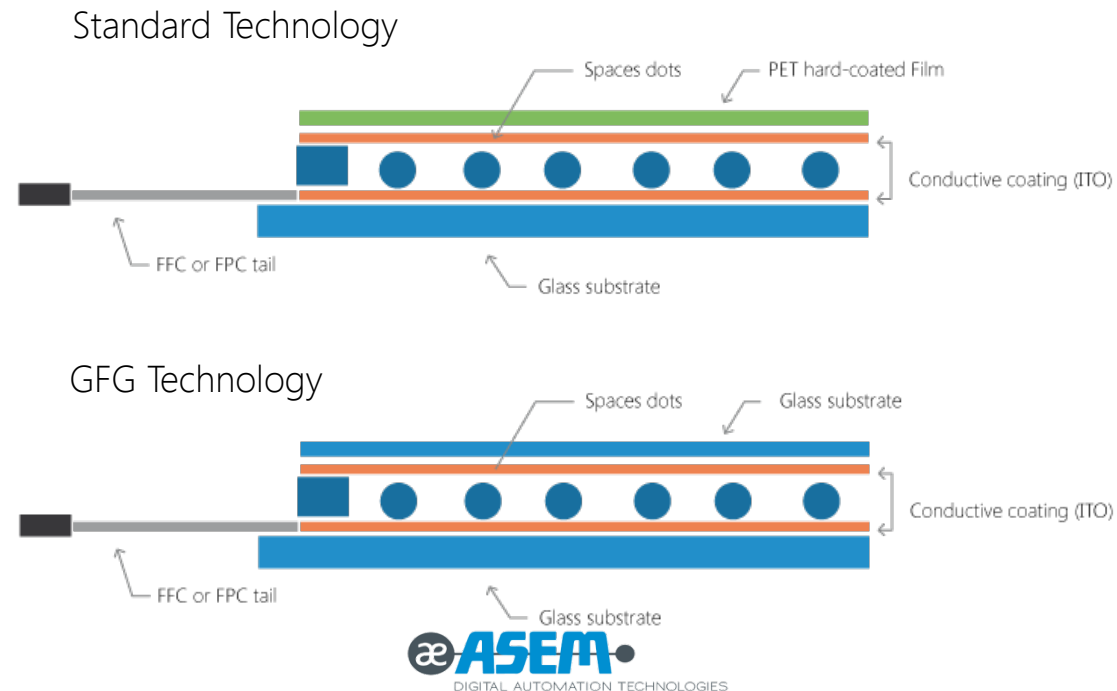 Standard Technology
Spaces dots
PET hard-coated Film
Conductive coating (ITO)
FFC or FPC tail
Glass substrate
GFG Technology
Spaces dots
Glass substrate
Conductive coating (ITO)
FFC or FPC tail
Glass substrate
æ ASEM
DIGITAL AUTOMATION TECHNOLOGIES